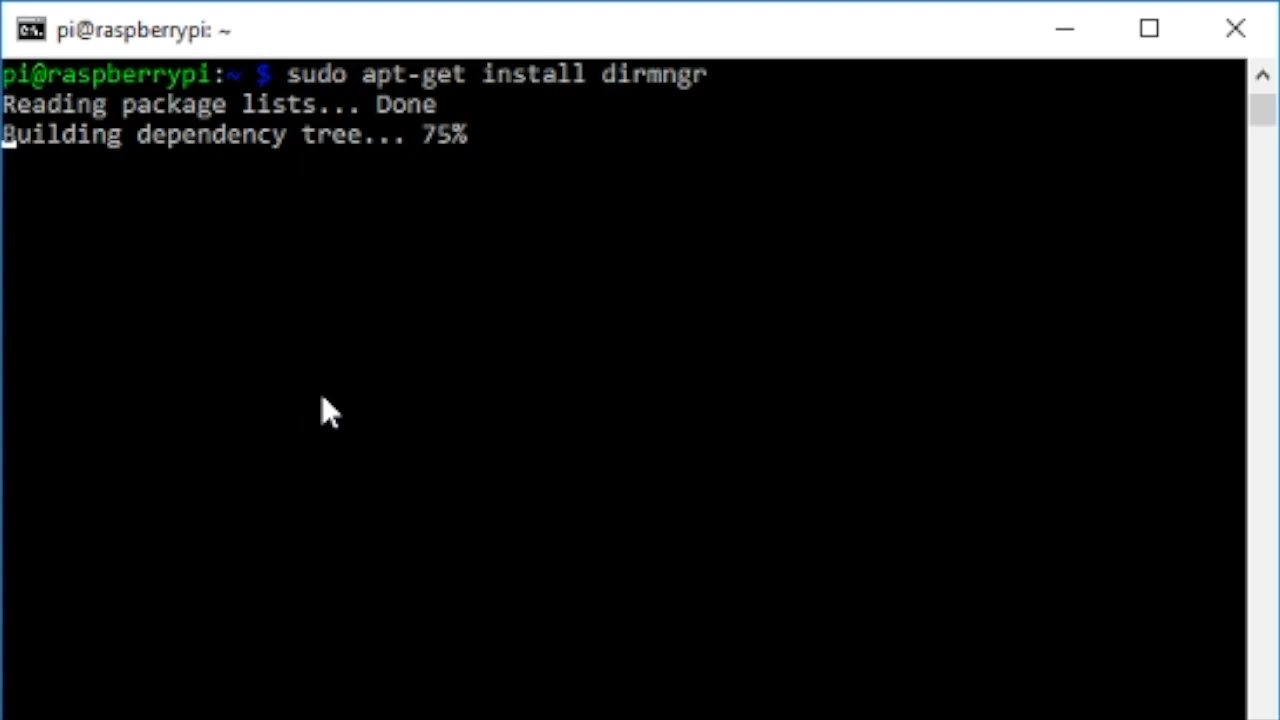 pi@raspberrypi: ~
pi@raspberrypi:~ $ sudo apt-get install dirmngr
Reading package lists... Done
Building dependency tree... 75%